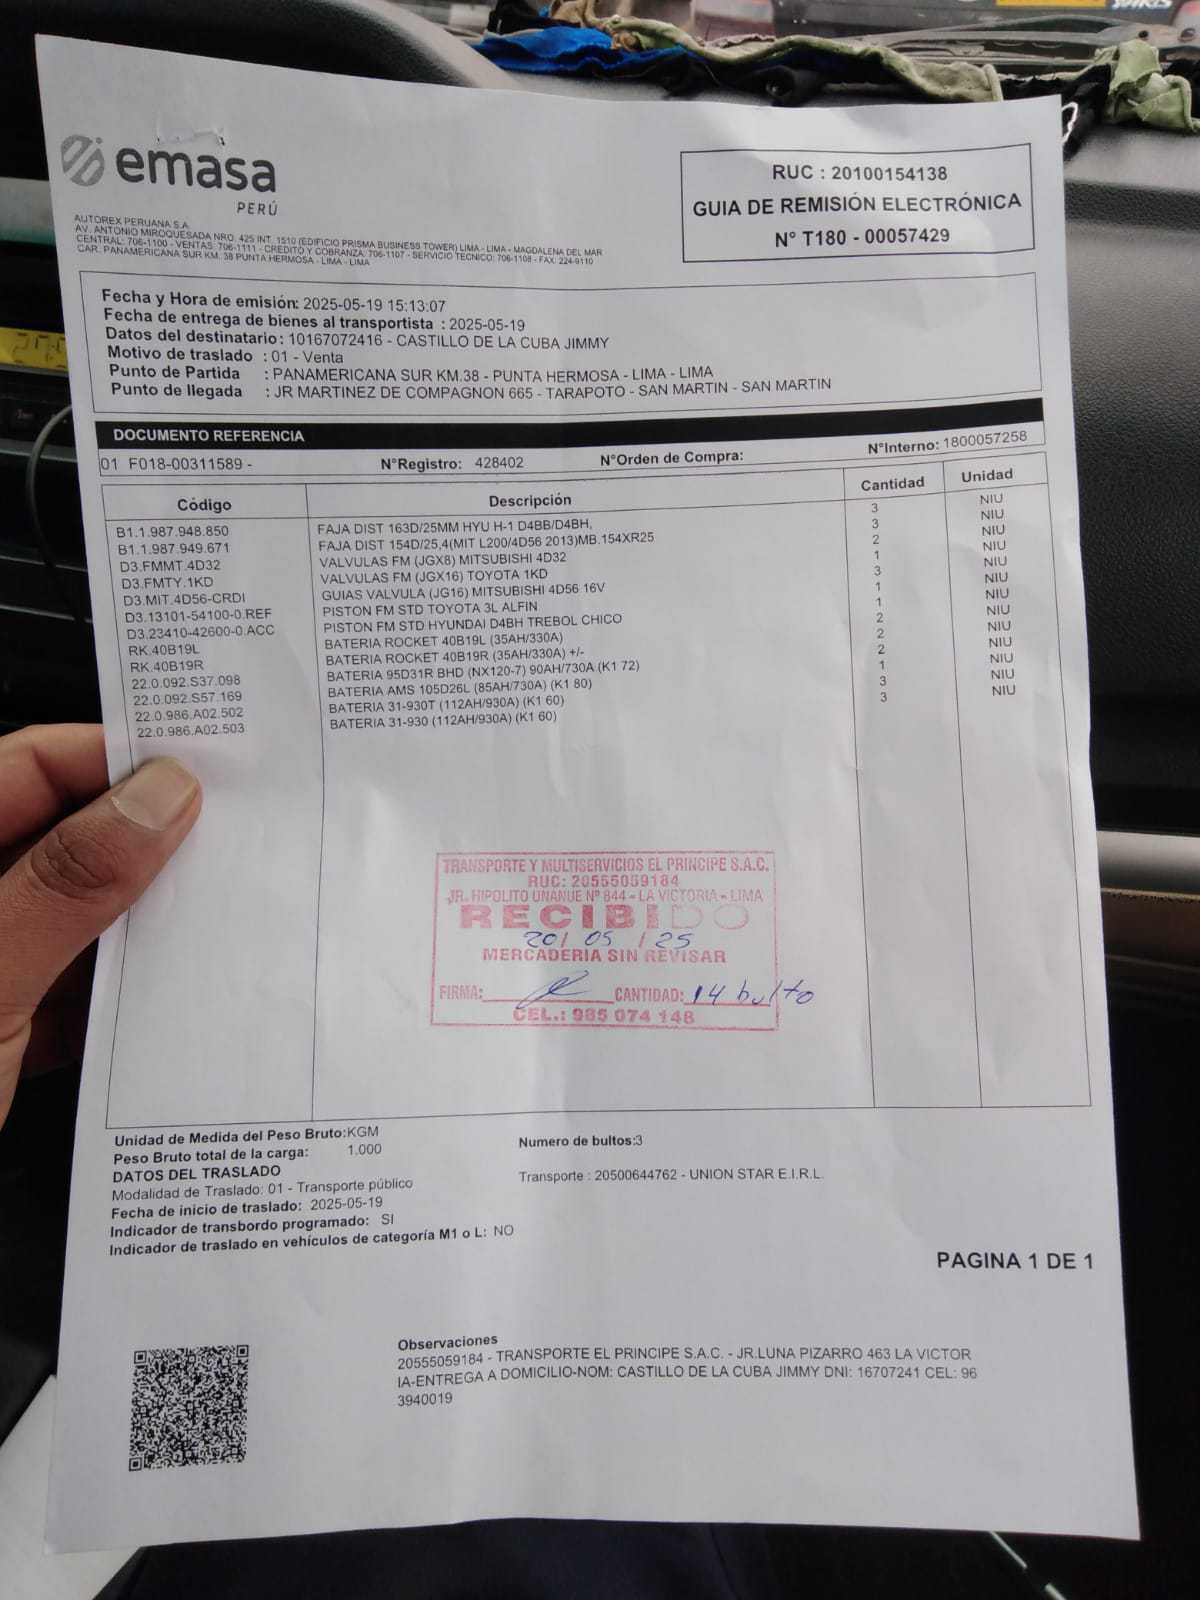 emasa
PERÚ
AUTOREX PERUANA S.A.
AV. ANTONIO MIROQUESADA NRO. 425 INT. 1510 (EDIFICIO PRISMA BUSINESS TOWER) LIMA - LIMA - MAGDALENA DEL MAR
CENTRAL: 706-1100 - VENTAS: 706-1111 - CREDITO Y COBRANZA: 706-1107 - SERVICIO TECNICO: 706-1108 - FAX: 224-9110
CAR. PANAMERICANA SUR KM. 38 PUNTA HERMOSA - LIMA - LIMA
RUC : 20100154138
GUIA DE REMISIÓN ELECTRÓNICA
N° T180 - 00057429
Fecha y Hora de emisión: 2025-05-19 15:13:07
Fecha de entrega de bienes al transportista : 2025-05-19
Datos del destinatario : 10167072416 - CASTILLO DE LA CUBA JIMMY
Motivo de traslado : 01 - Venta
Punto de Partida : PANAMERICANA SUR KM.38 - PUNTA HERMOSA - LIMA - LIMA
Punto de llegada : JR MARTINEZ DE COMPAGNON 665 - TARAPOTO - SAN MARTIN - SAN MARTIN
DOCUMENTO REFERENCIA
01 F018-00311589 - N°Registro: 428402 N°Orden de Compra: N°Interno: 1800057258
Código Descripción Cantidad Unidad
B1.1.987.948.850 FAJA DIST 163D/25MM HYU H-1 D4BB/D4BH, 3 NIU
B1.1.987.949.671 FAJA DIST 154D/25,4(MIT L200/4D56 2013)MB.154XR25 3 NIU
D3.FMMT.4D32 VALVULAS FM (JGX8) MITSUBISHI 4D32 2 NIU
D3.FMTY.1KD VALVULAS FM (JGX16) TOYOTA 1KD 1 NIU
D3.MIT.4D56-CRDI GUIAS VALVULA (JG16) MITSUBISHI 4D56 16V 3 NIU
D3.13101-54100-0.REF PISTON FM STD TOYOTA 3L ALFIN 1 NIU
D3.23410-42600-0.ACC PISTON FM STD HYUNDAI D4BH TREBOL CHICO 1 NIU
RK.40B19L BATERIA ROCKET 40B19L (35AH/330A) 2 NIU
RK.40B19R BATERIA ROCKET 40B19R (35AH/330A) +/- 2 NIU
22.0.092.S37.098 BATERIA 95D31R BHD (NX120-7) 90AH/730A (K1 72) 2 NIU
22.0.092.S57.169 BATERIA AMS 105D26L (85AH/730A) (K1 80) 1 NIU
22.0.986.A02.502 BATERIA 31-930T (112AH/930A) (K1 60) 3 NIU
22.0.986.A02.503 BATERIA 31-930 (112AH/930A) (K1 60) 3 NIU
TRANSPORTE Y MULTISERVICIOS EL PRINCIPE S.A.C.
RUC: 20555059184
JR. HIPOLITO UNANUE Nº 844 - LA VICTORIA - LIMA
RECIBIDO
20/ 05 / 25
MERCADERIA SIN REVISAR
FIRMA: CANTIDAD: 14 bulto
CEL.: 985 074 148
Unidad de Medida del Peso Bruto:KGM
Peso Bruto total de la carga: 1.000
Numero de bultos:3
DATOS DEL TRASLADO
Modalidad de Traslado: 01 - Transporte público
Transporte : 20500644762 - UNION STAR E.I.R.L.
Fecha de inicio de traslado: 2025-05-19
Indicador de transbordo programado: SI
Indicador de traslado en vehículos de categoría M1 o L: NO
PAGINA 1 DE 1
Observaciones
20555059184 - TRANSPORTE EL PRINCIPE S.A.C. - JR.LUNA PIZARRO 463 LA VICTOR
IA-ENTREGA A DOMICILIO-NOM: CASTILLO DE LA CUBA JIMMY DNI: 16707241 CEL: 96
3940019